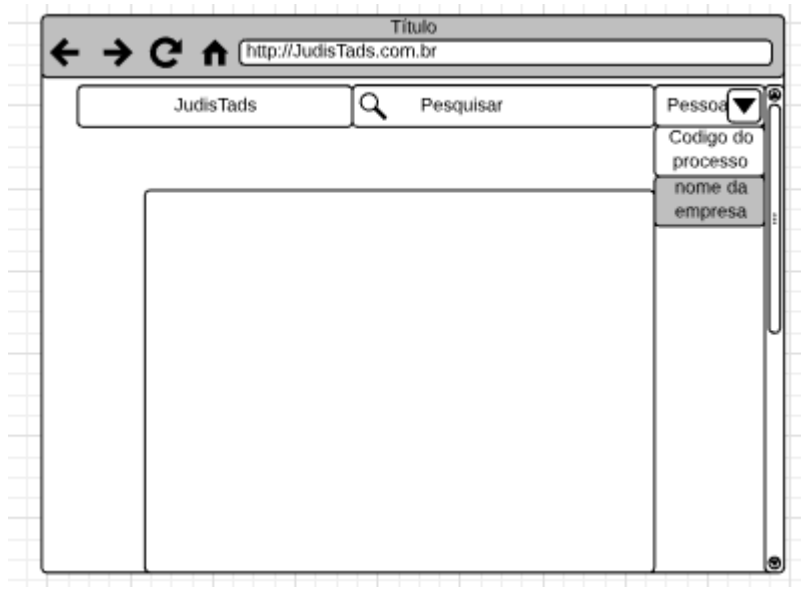 Título
http://JudisTads.com.br
JudisTads
Pesquisar
Pessoa
Codigo do
processo
nome da
empresa